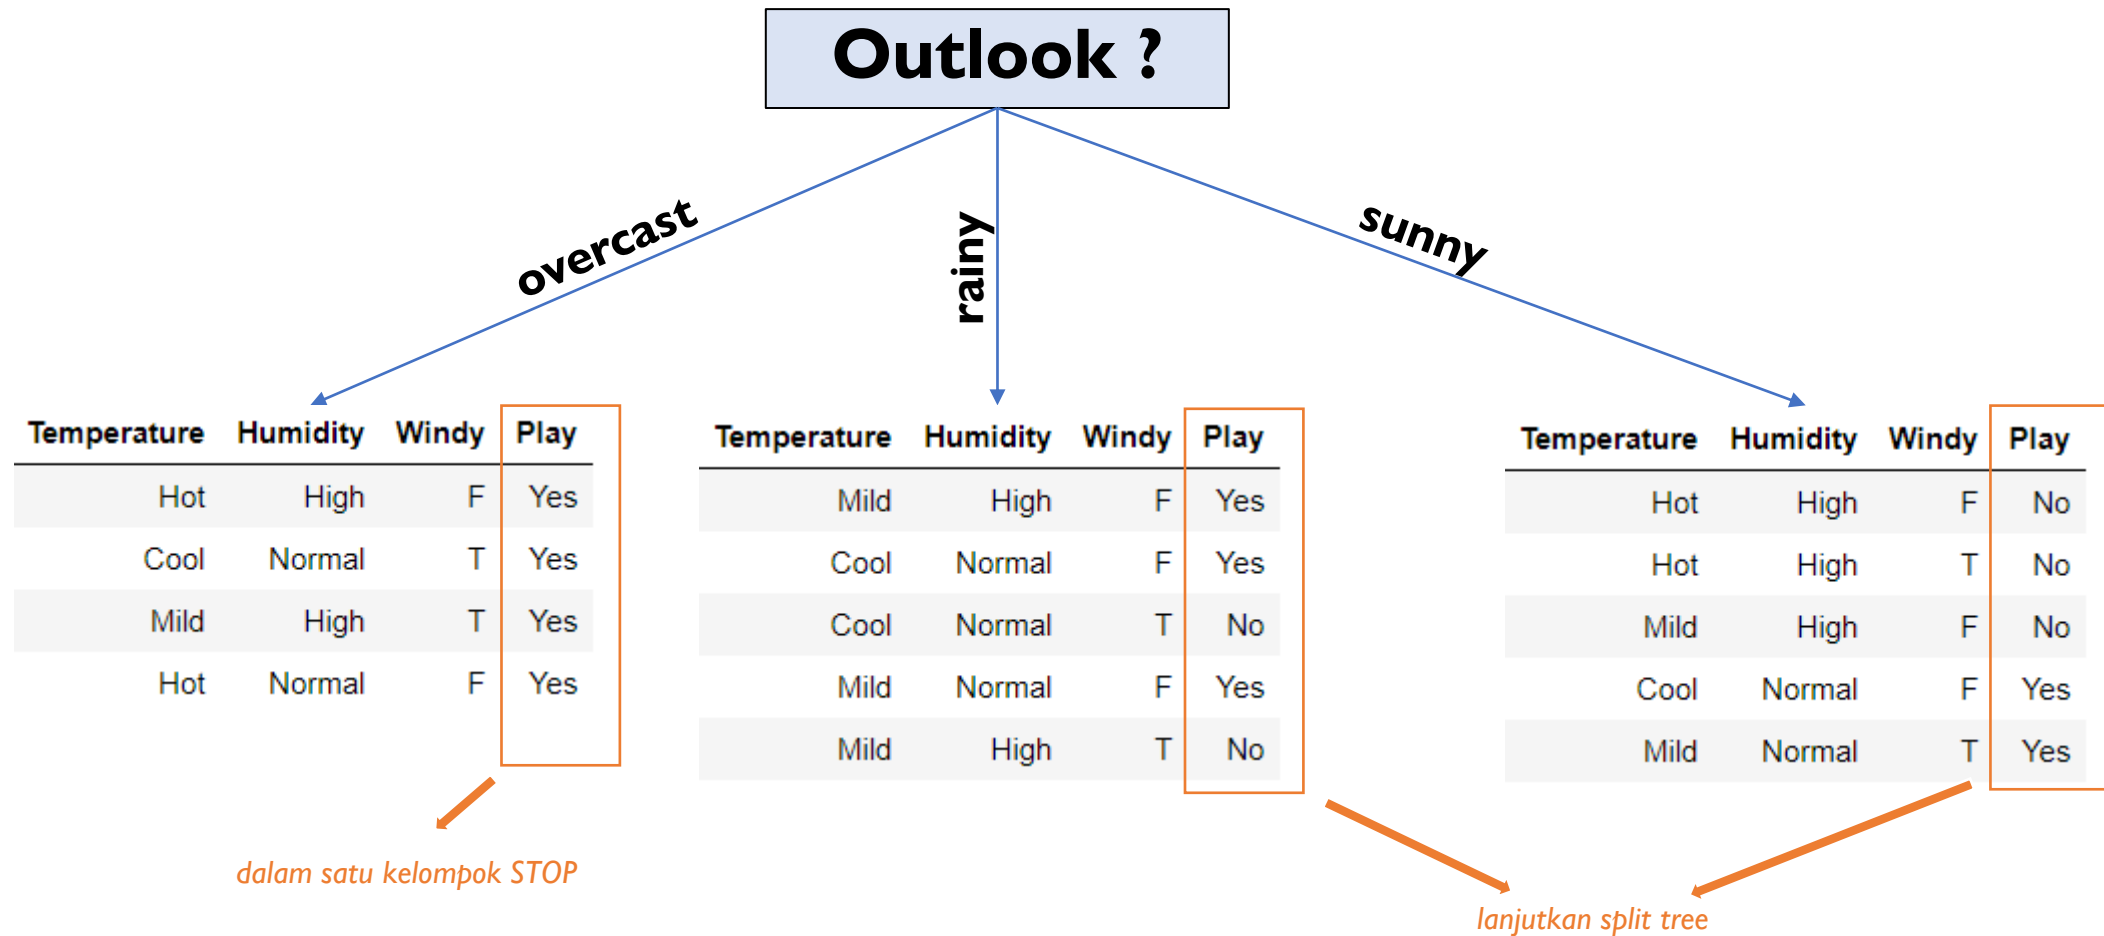 Outlook ?
overcast
rainy
sunny
Temperature Humidity Windy Play
Hot High F Yes
Cool Normal T Yes
Mild High T Yes
Hot Normal F Yes
dalam satu kelompok STOP
Temperature Humidity Windy Play
Mild High F Yes
Cool Normal F Yes
Cool Normal T No
Mild Normal F Yes
Mild High T No
Temperature Humidity Windy Play
Hot High F No
Hot High T No
Mild High F No
Cool Normal F Yes
Mild Normal T Yes
lanjutkan split tree